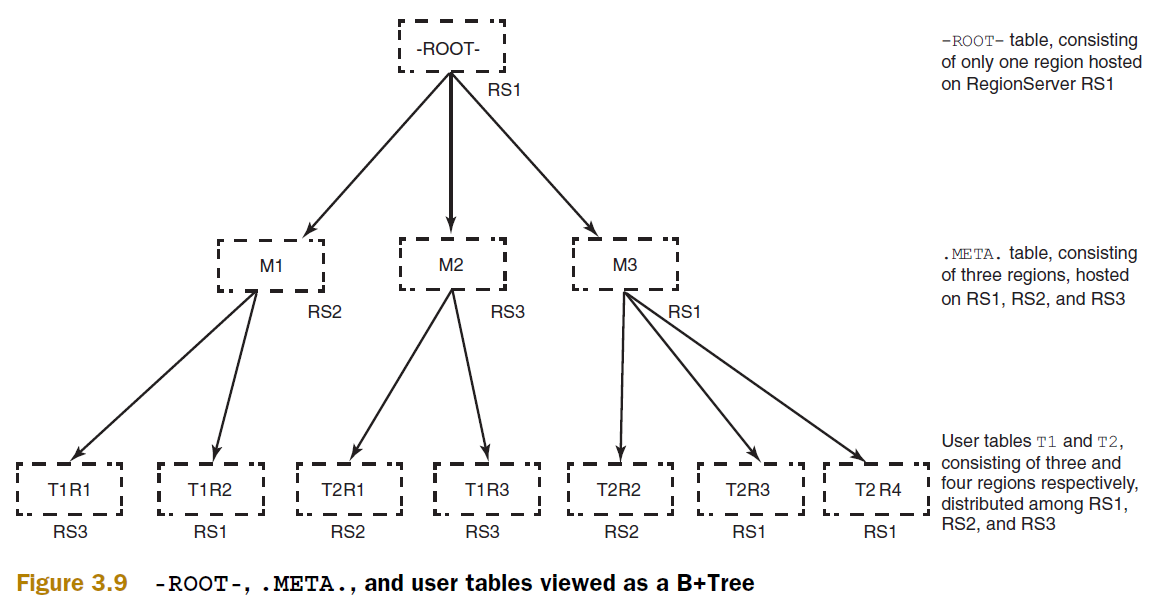 -ROOT-
RS1
-ROOT- table, consisting
of only one region hosted
on RegionServer RS1
M1
RS2
M2
RS3
M3
RS1
.META. table, consisting
of three regions, hosted
on RS1, RS2, and RS3
T1R1
RS3
T1R2
RS1
T2R1
RS2
T1R3
RS3
T2R2
RS2
T2R3
RS1
T2 R4
RS1
User tables T1 and T2,
consisting of three and
four regions respectively,
distributed among RS1,
RS2, and RS3
Figure 3.9 -ROOT-, .META., and user tables viewed as a B+Tree